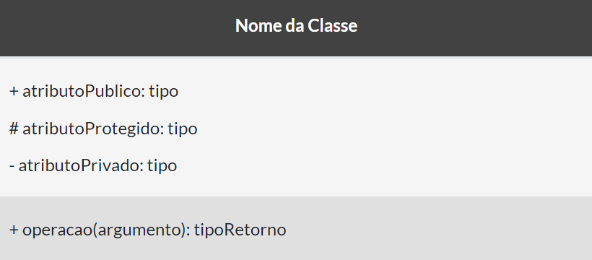 Nome da Classe
+ atributoPublico: tipo
# atributoProtegido: tipo
- atributoPrivado: tipo
+ operacao(argumento): tipoRetorno